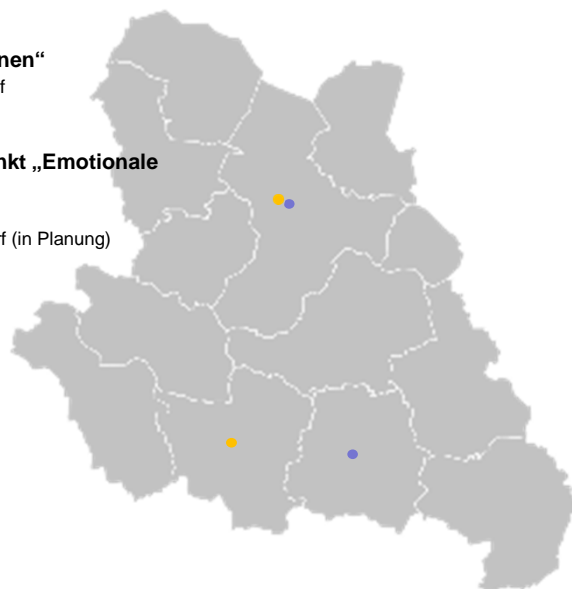 nen“
f
nkt „Emotionale
f (in Planung)